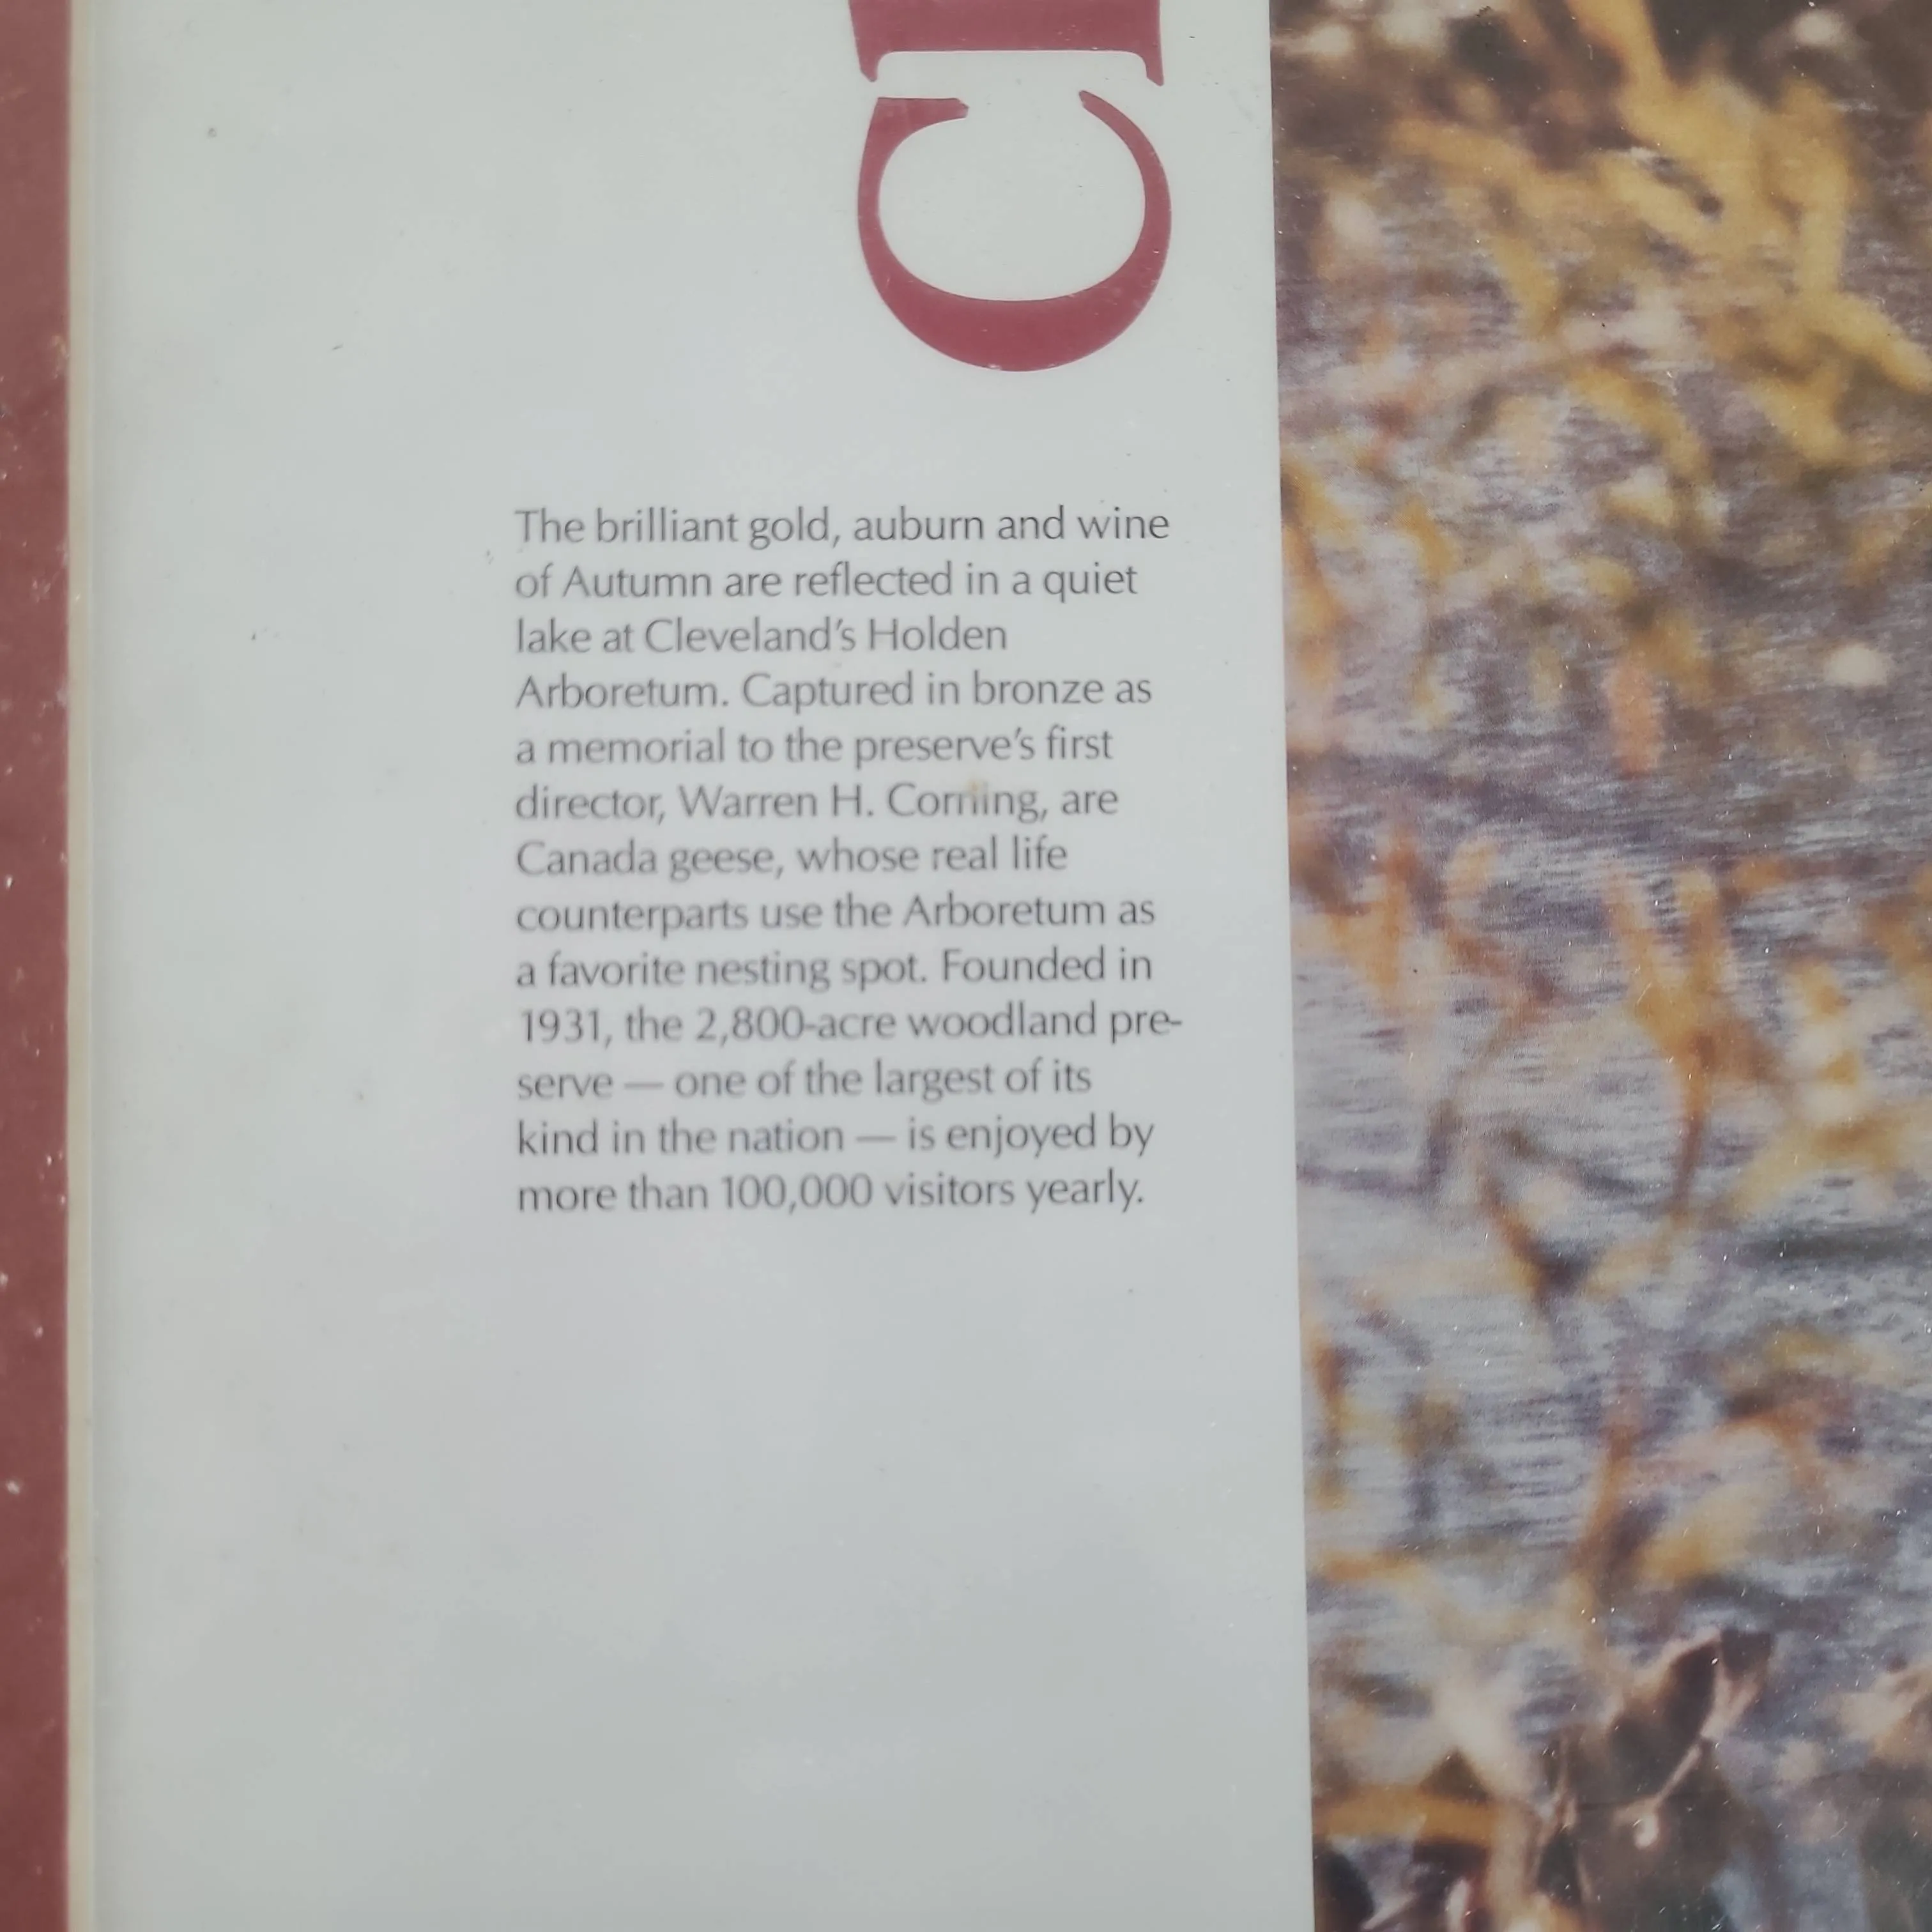 Cl
The brilliant gold, auburn and wine
of Autumn are reflected in a quiet
lake at Cleveland's Holden
Arboretum. Captured in bronze as
a memorial to the preserve's first
director, Warren H. Corning, are
Canada geese, whose real life
counterparts use the Arboretum as
a favorite nesting spot. Founded in
1931, the 2,800-acre woodland pre-
serve — one of the largest of its
kind in the nation — is enjoyed by
more than 100,000 visitors yearly.